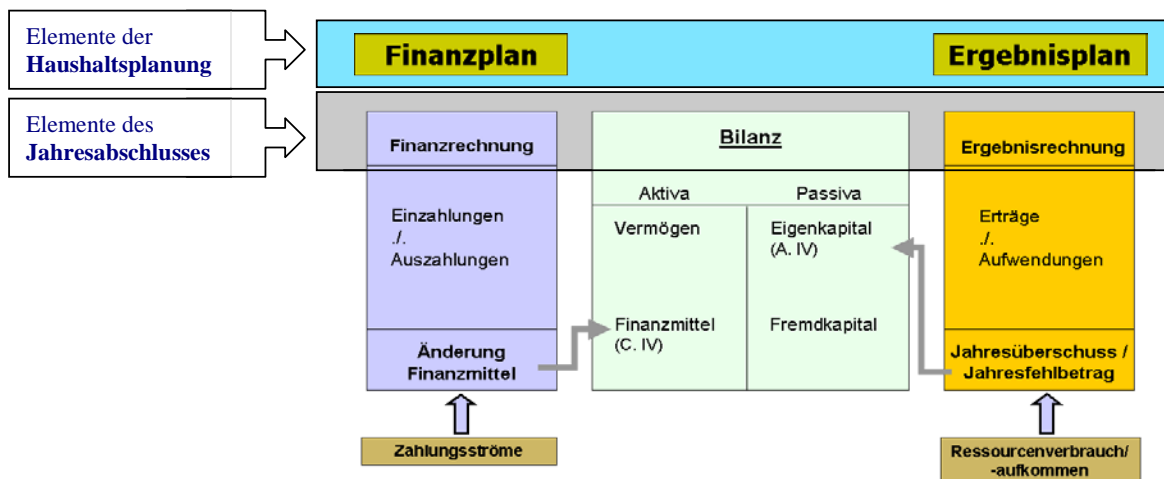 Elemente der
Haushaltsplanung
Finanzplan
Ergebnisplan
Elemente des
Jahresabschlusses
Finanzrechnung
Einzahlungen
./.
Auszahlungen
Änderung
Finanzmittel
Zahlungsströme
Bilanz
Aktiva
Passiva
Vermögen
Eigenkapital
(A. IV)
Finanzmittel
(C. IV)
Fremdkapital
Ergebnisrechnung
Erträge
./.
Aufwendungen
Jahresüberschuss /
Jahresfehlbetrag
Ressourcenverbrauch/
-aufkommen